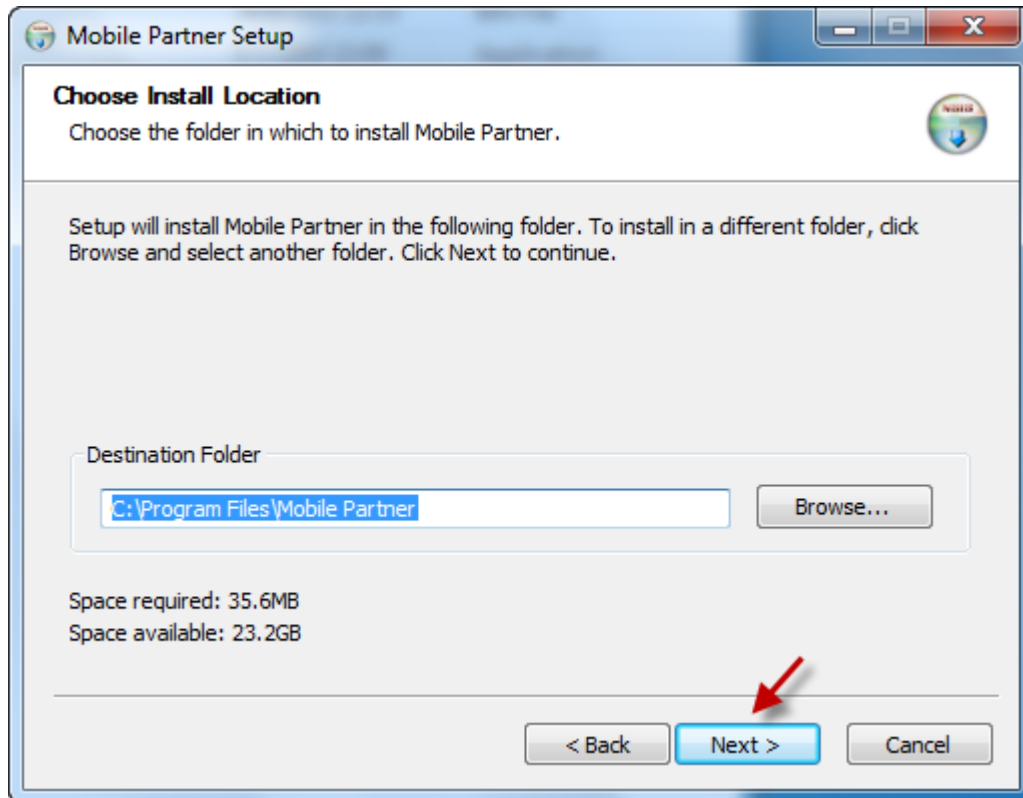 Mobile Partner Setup
Choose Install Location
Choose the folder in which to install Mobile Partner.
Setup will install Mobile Partner in the following folder. To install in a different folder, click
Browse and select another folder. Click Next to continue.
Destination Folder
C:\Program Files\Mobile Partner
Browse...
Space required: 35.6MB
Space available: 23.2GB
< Back
Next >
Cancel